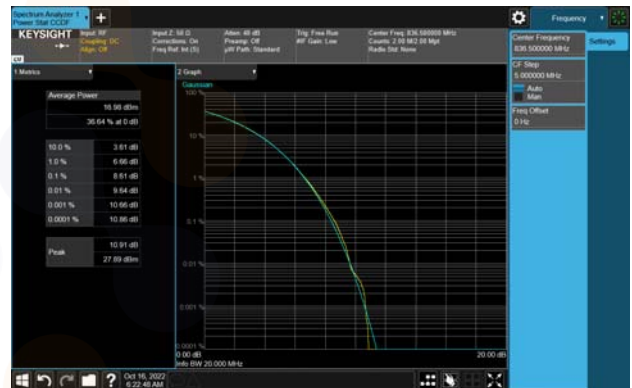 Spectrum Analyzer 1
Power Stat CCDF
+
Frequency
KEYSIGHT
Input: RF
Coupling: DC
Align: Off
Input Z: 50 Ω
Corrections: On
Freq Ref: Int (S)
Atten: 40 dB
Preamp: Off
µW Path: Standard
Trig: Free Run
#IF Gain: Low
Center Freq: 836.500000 MHz
Counts: 2.00 M/2.00 Mpt
Radio Std: None
Center Frequency
836.500000 MHz
Settings
CF Step
5.000000 MHz
Auto
Man
Freq Offset
0 Hz
1 Metrics
2 Graph
Gaussian
Average Power
16.98 dBm
36.64 % at 0 dB
10.0 % 3.61 dB
1.0 % 6.66 dB
0.1 % 8.61 dB
0.01 % 9.64 dB
0.001 % 10.66 dB
0.0001 % 10.86 dB
Peak
10.91 dB
27.89 dBm
100 %
10 %
1 %
0.1 %
0.01 %
0.001 %
0.0001 %
0.00 dB
20.00 dB
Info BW 20.000 MHz
?
Oct 16, 2022
6:22:48 AM